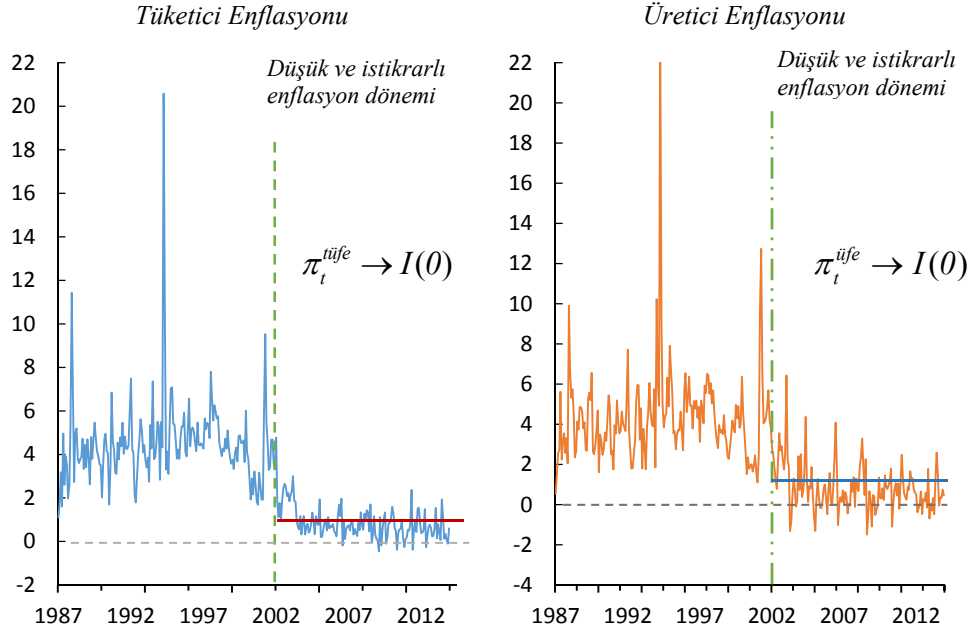 Tüketici Enflasyonu
Düşük ve istikrarlı
enflasyon dönemi
22
20
18
16
14
12
10
8
6
4
2
0
-2
π_t^{tüfe} → I(0)
1987 1992 1997 2002 2007 2012
Üretici Enflasyonu
Düşük ve istikrarlı
enflasyon dönemi
22
20
18
16
14
12
10
8
6
4
2
0
-2
-4
π_t^{üfe} → I(0)
1987 1992 1997 2002 2007 2012